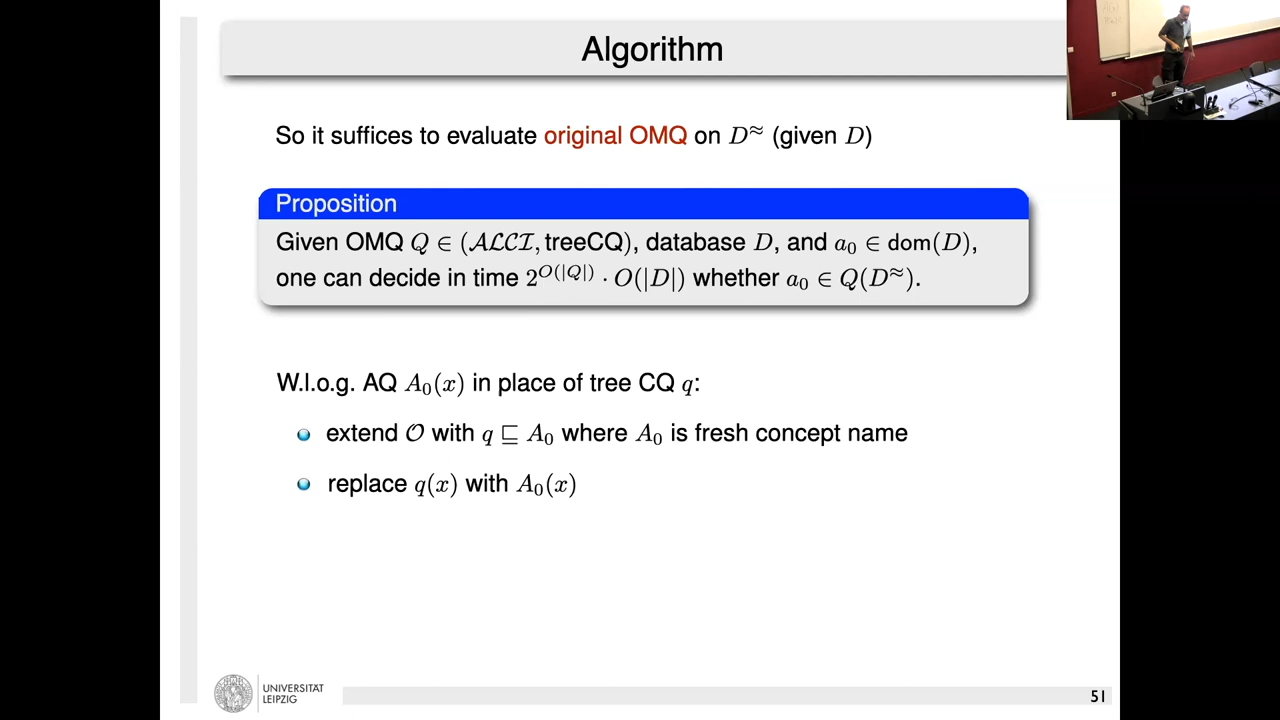 Algorithm
So it suffices to evaluate original OMQ on D≈ (given D)
Proposition
Given OMQ Q ∈ (ALCI, treeCQ), database D, and a₀ ∈ dom(D),
one can decide in time 2^{O(|Q|)} · O(|D|) whether a₀ ∈ Q(D≈).
W.l.o.g. AQ A₀(x) in place of tree CQ q:
extend O with q ⊑ A₀ where A₀ is fresh concept name
replace q(x) with A₀(x)
UNIVERSITÄT
LEIPZIG
51